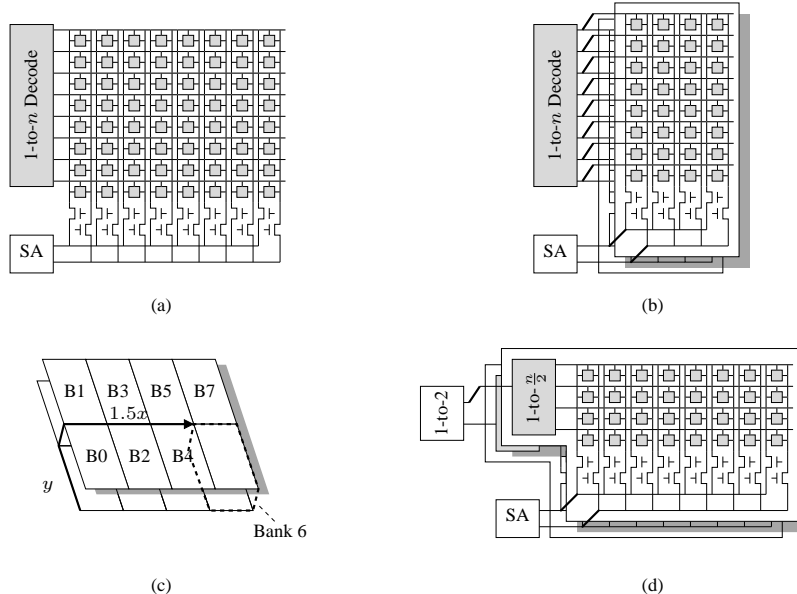 1-to-n Decode
SA
(a)
1-to-n Decode
SA
(b)
B1 B3 B5 B7
1.5x
B0 B2 B4
y
Bank 6
(c)
1-to-2
1-to-n/2
SA
(d)